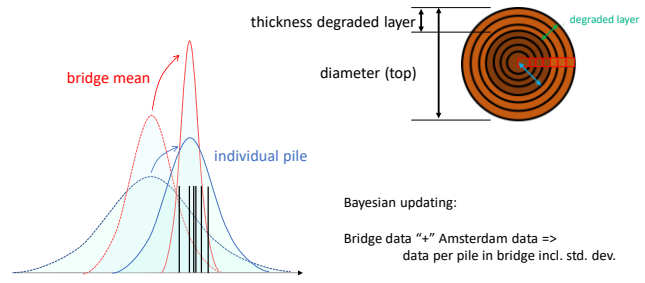 thickness degraded layer
degraded layer
diameter (top)
bridge mean
individual pile
Bayesian updating:
Bridge data “+” Amsterdam data =>
data per pile in bridge incl. std. dev.